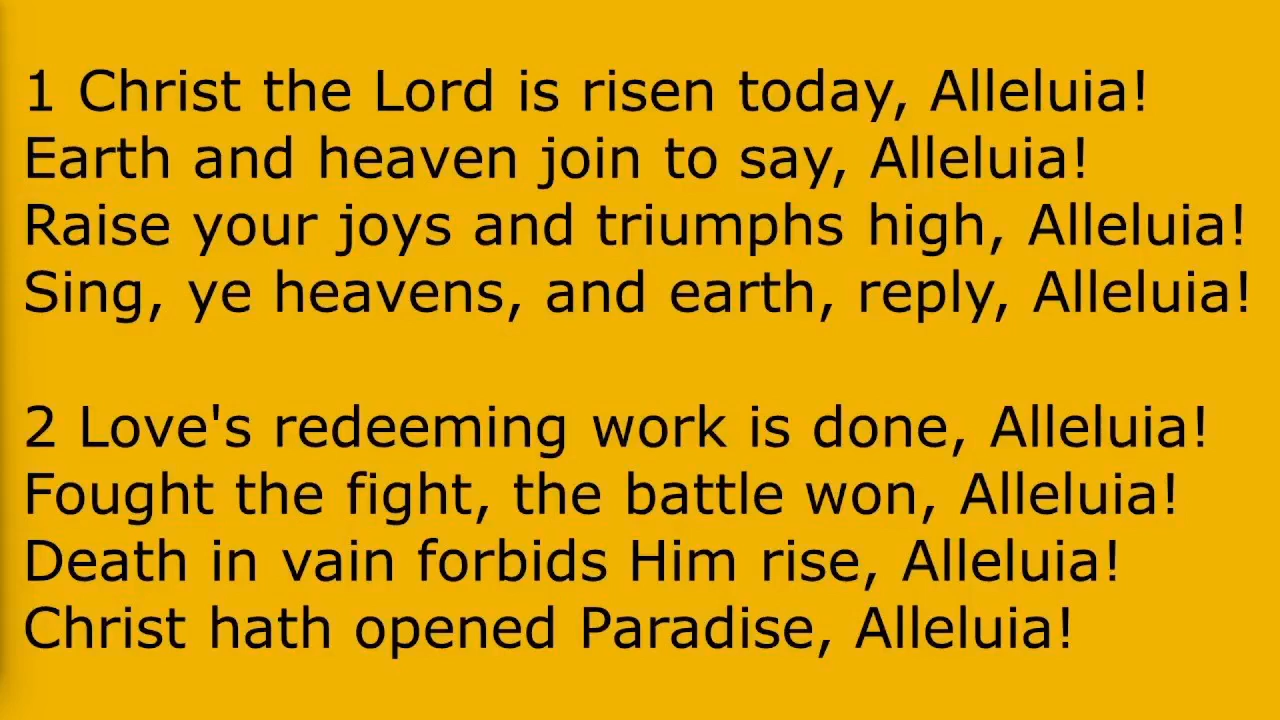 1 Christ the Lord is risen today, Alleluia!
Earth and heaven join to say, Alleluia!
Raise your joys and triumphs high, Alleluia!
Sing, ye heavens, and earth, reply, Alleluia!
2 Love's redeeming work is done, Alleluia!
Fought the fight, the battle won, Alleluia!
Death in vain forbids Him rise, Alleluia!
Christ hath opened Paradise, Alleluia!